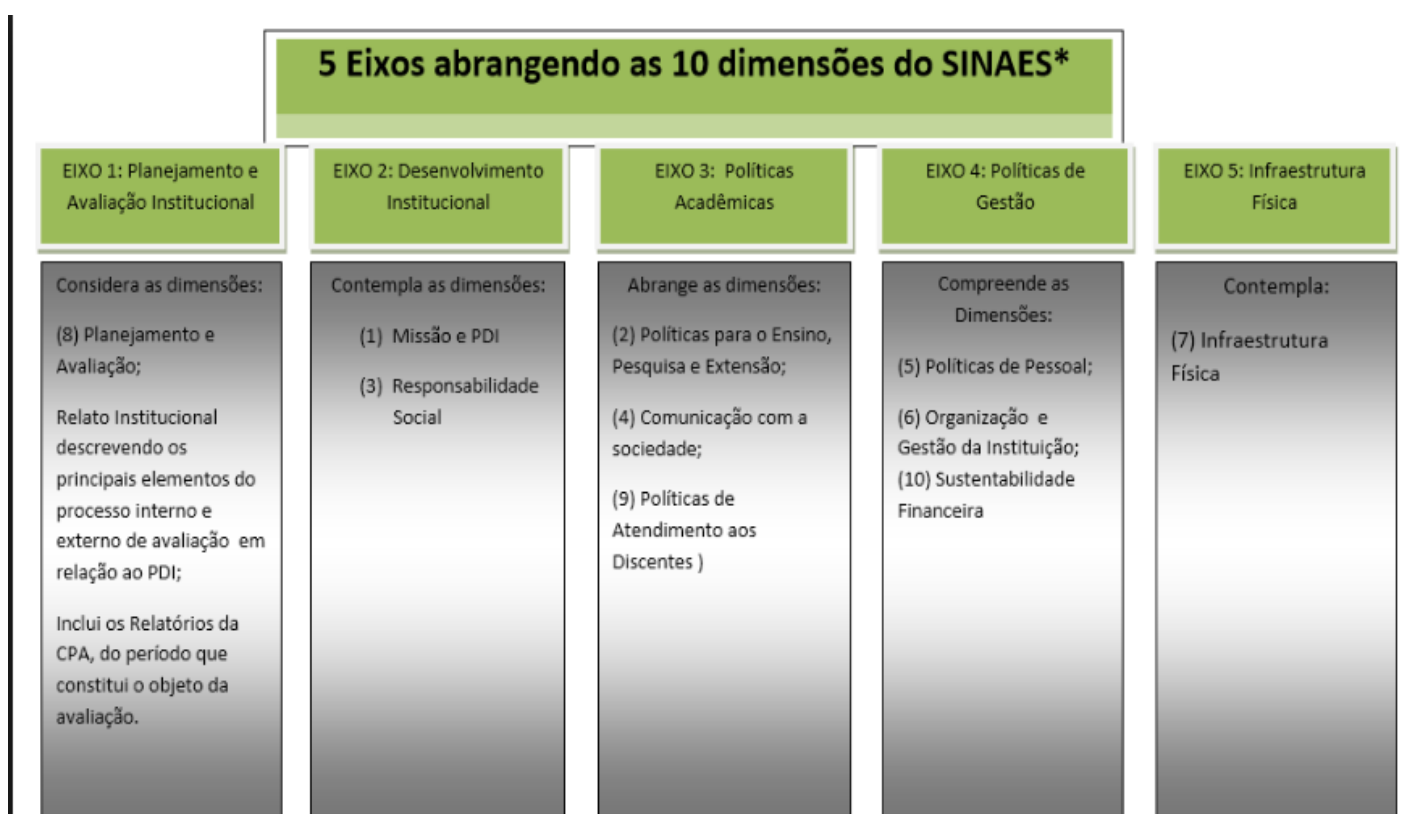 5 Eixos abrangendo as 10 dimensões do SINAES*
EIXO 1: Planejamento e
Avaliação Institucional
Considera as dimensões:
(8) Planejamento e
Avaliação;
Relato Institucional
descrevendo os
principais elementos do
processo interno e
externo de avaliação em
relação ao PDI;
Inclui os Relatórios da
CPA, do período que
constitui o objeto da
avaliação.
EIXO 2: Desenvolvimento
Institucional
Contempla as dimensões:
(1) Missão e PDI
(3) Responsabilidade
Social
EIXO 3: Políticas
Acadêmicas
Abrange as dimensões:
(2) Políticas para o Ensino,
Pesquisa e Extensão;
(4) Comunicação com a
sociedade;
(9) Políticas de
Atendimento aos
Discentes )
EIXO 4: Políticas de
Gestão
Compreende as
Dimensões:
(5) Políticas de Pessoal;
(6) Organização e
Gestão da Instituição;
(10) Sustentabilidade
Financeira
EIXO 5: Infraestrutura
Física
Contempla:
(7) Infraestrutura
Física